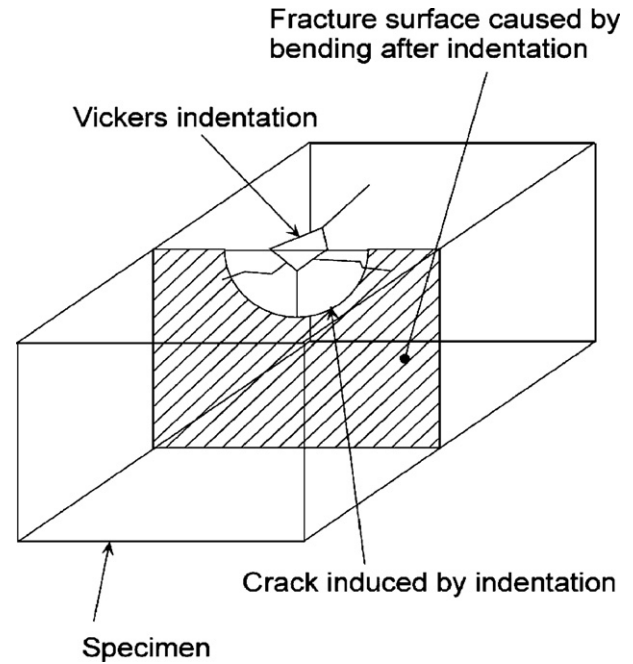 Fracture surface caused by
bending after indentation
Vickers indentation
Crack induced by indentation
Specimen